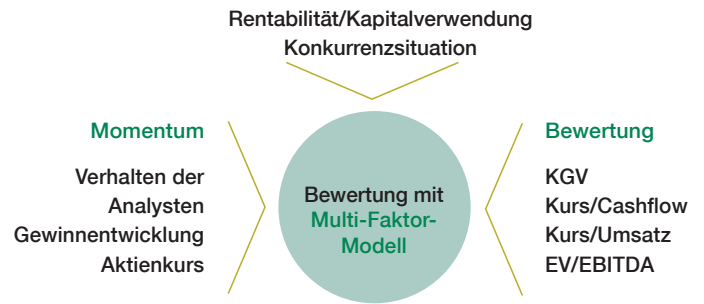 Rentabilität/Kapitalverwendung
Konkurrenzsituation
Momentum
Verhalten der
Analysten
Gewinnentwicklung
Aktienkurs
Bewertung mit
Multi-Faktor-
Modell
Bewertung
KGV
Kurs/Cashflow
Kurs/Umsatz
EV/EBITDA